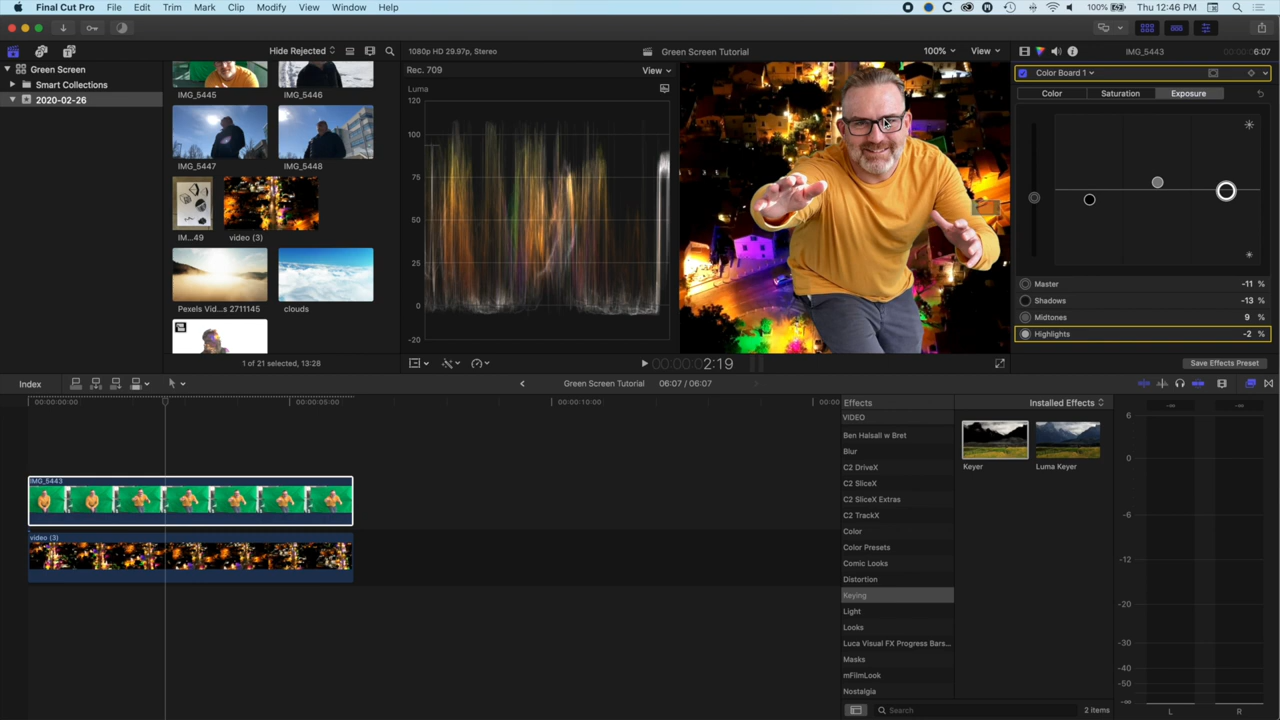 Final Cut Pro File Edit Trim Mark Clip Modify View Window Help 100% Thu 12:46 PM
Hide Rejected 1080p HD 29.97p, Stereo Green Screen Tutorial 100% View IMG_5443 6:07
Green Screen
Smart Collections
2020-02-26
IMG_5445 IMG_5446
IMG_5447 IMG_5448
IM...49 video (3)
Pexels Vid...s 2711145 clouds
1 of 21 selected, 13:28
Rec. 709 View
Luma
120
100
75
50
25
0
-20
2:19
Color Board 1
Color Saturation Exposure
Master -11 %
Shadows -13 %
Midtones 9 %
Highlights -2 %
Save Effects Preset
Index Green Screen Tutorial 06:07 / 06:07
00:00:00:00 00:00:05:00 00:00:10:00 00:00
IMG_5443
video (3)
Effects Installed Effects
VIDEO
Ben Halsall w Bret
Blur
C2 DriveX
C2 SliceX
C2 SliceX Extras
C2 TrackX
Color
Color Presets
Comic Looks
Distortion
Keying
Light
Looks
Luca Visual FX Progress Bars...
Masks
mFilmLook
Nostalgia
Keyer Luma Keyer
Search 2 items
-∞ -∞
6
0
-6
-12
-20
-30
-40
-50
-∞
L R